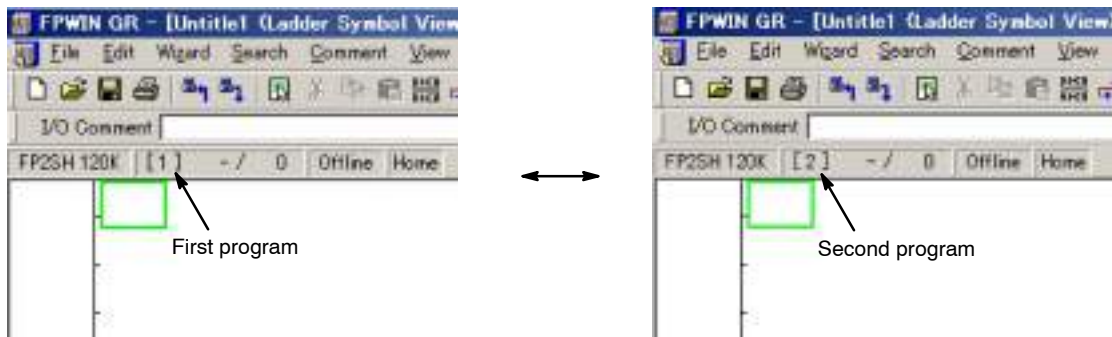 FPWIN GR - [Untitle1 (Ladder Symbol View
File Edit Wizard Search Comment View
I/O Comment
FP2SH 120K [1] - / 0 Offline Home
First program
FPWIN GR - [Untitle1 (Ladder Symbol View]
File Edit Wizard Search Comment View
I/O Comment
FP2SH 120K [2] - / 0 Offline Home
Second program